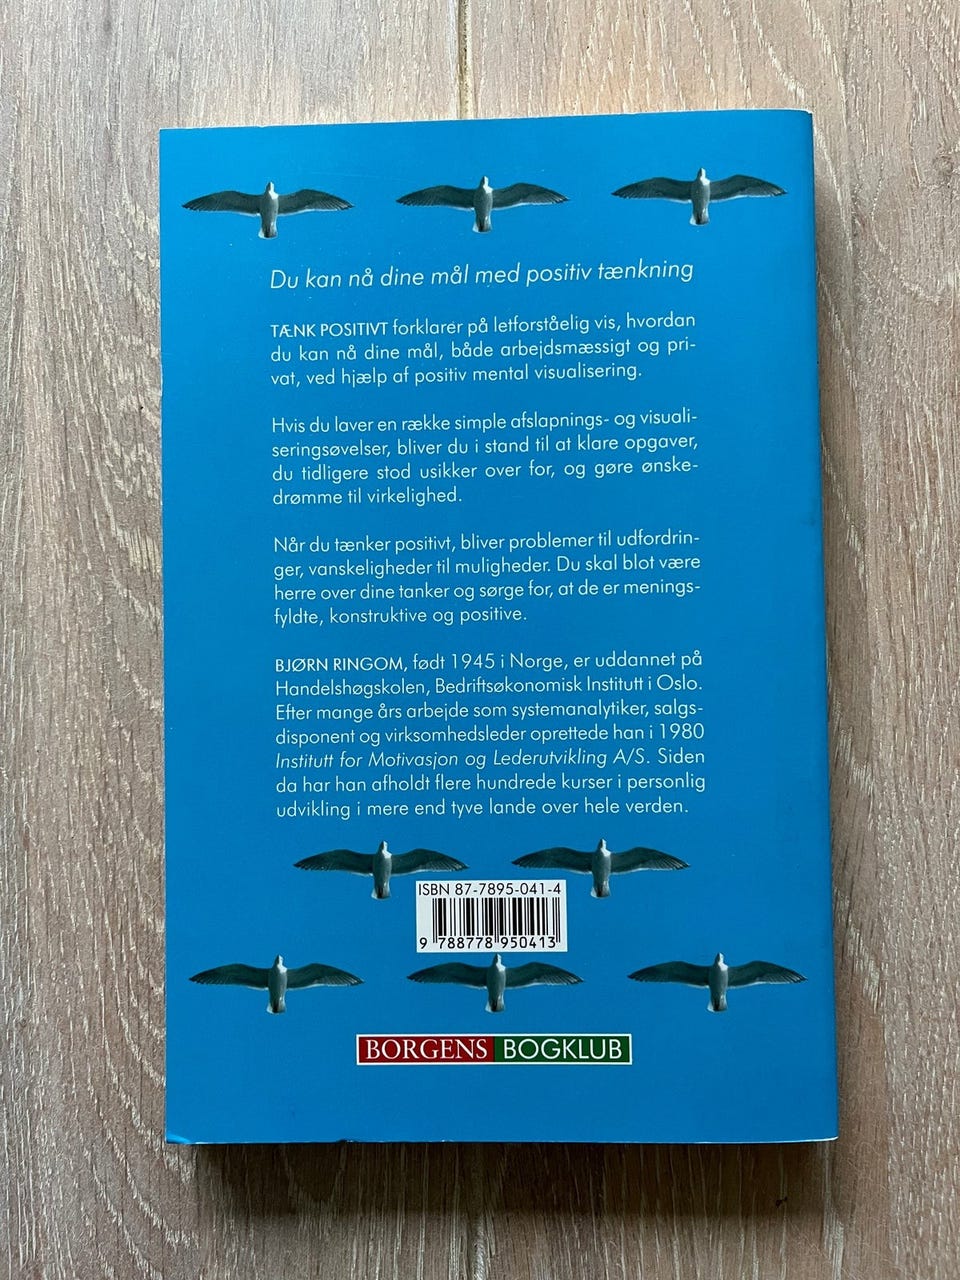 Du kan nå dine mål med positiv tænkning
TÆNK POSITIVT forklarer på letforståelig vis, hvordan
du kan nå dine mål, både arbejdsmæssigt og pri-
vat, ved hjælp af positiv mental visualisering.
Hvis du laver en række simple afslapnings- og visuali-
seringsøvelser, bliver du i stand til at klare opgaver,
du tidligere stod usikker over for, og gøre ønske-
drømme til virkelighed.
Når du tænker positivt, bliver problemer til udfordrin-
ger, vanskeligheder til muligheder. Du skal blot være
herre over dine tanker og sørge for, at de er menings-
fyldte, konstruktive og positive.
BJØRN RINGOM, født 1945 i Norge, er uddannet på
Handelshøgskolen, Bedriftsøkonomisk Institutt i Oslo.
Efter mange års arbejde som systemanalytiker, salgs-
disponent og virksomhedsleder oprettede han i 1980
Institutt for Motivasjon og Lederutvikling A/S. Siden
da har han afholdt flere hundrede kurser i personlig
udvikling i mere end tyve lande over hele verden.
ISBN 87-7895-041-4
9 788778 950413
BORGENS BOGKLUB